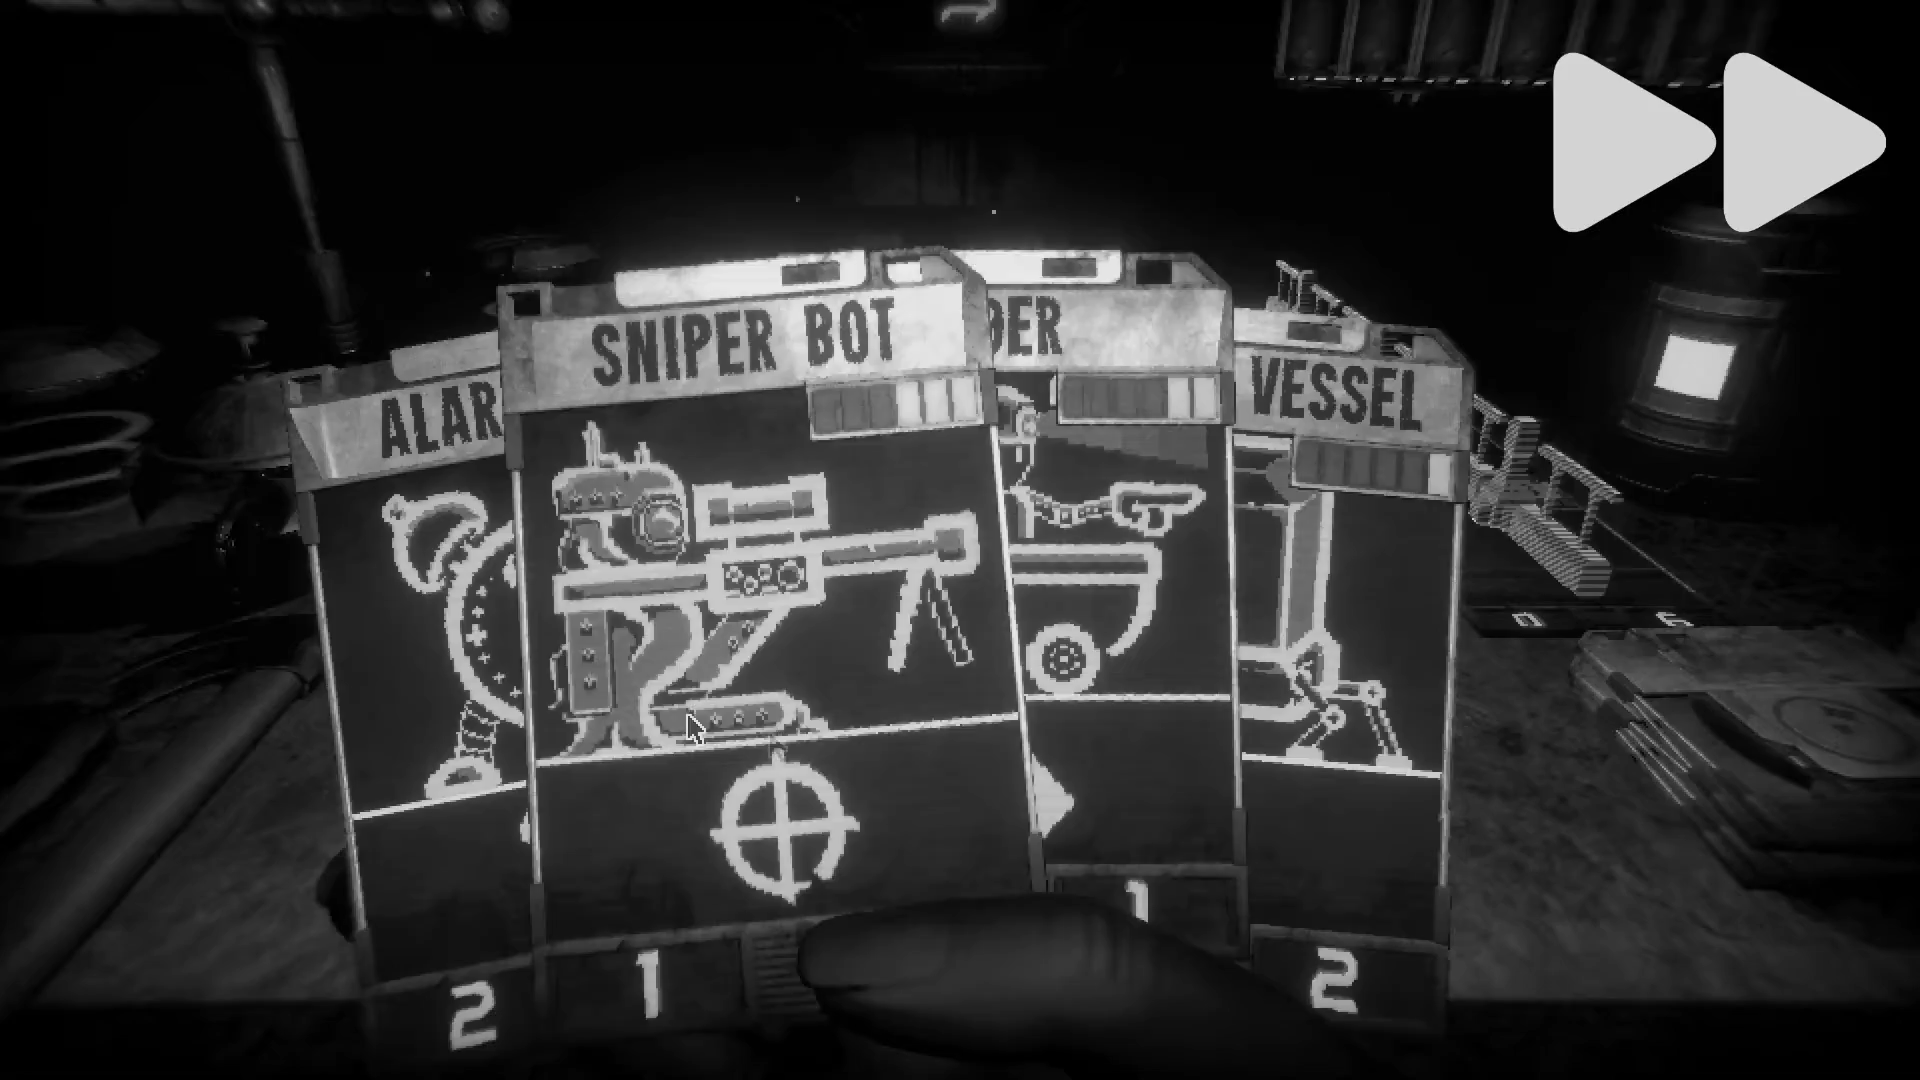 SNIPER BOT
DER
ALAR
VESSEL
1
1
2
2